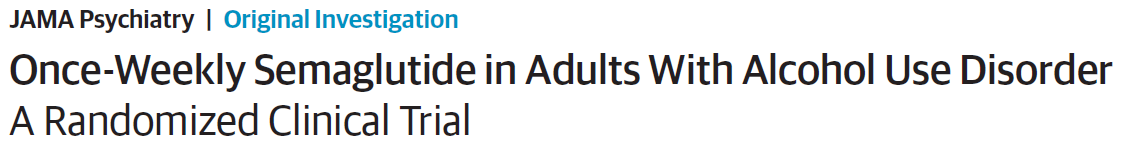 JAMA Psychiatry | Original Investigation
Once-Weekly Semaglutide in Adults With Alcohol Use Disorder
A Randomized Clinical Trial